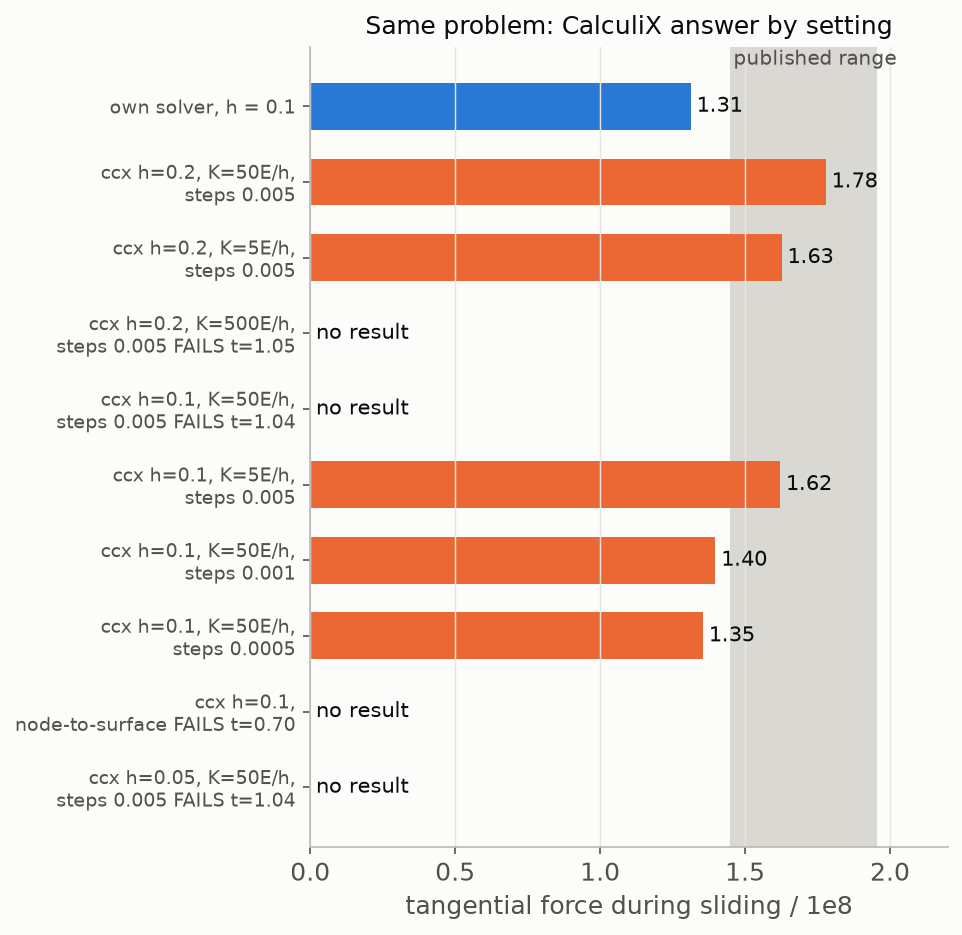 Same problem: CalculiX answer by setting
published range
own solver, h = 0.1
1.31
ccx h=0.2, K=50E/h,
steps 0.005
1.78
ccx h=0.2, K=5E/h,
steps 0.005
1.63
ccx h=0.2, K=500E/h,
steps 0.005 FAILS t=1.05
no result
ccx h=0.1, K=50E/h,
steps 0.005 FAILS t=1.04
no result
ccx h=0.1, K=5E/h,
steps 0.005
1.62
ccx h=0.1, K=50E/h,
steps 0.001
1.40
ccx h=0.1, K=50E/h,
steps 0.0005
1.35
ccx h=0.1,
node-to-surface FAILS t=0.70
no result
ccx h=0.05, K=50E/h,
steps 0.005 FAILS t=1.04
no result
0.0 0.5 1.0 1.5 2.0
tangential force during sliding / 1e8